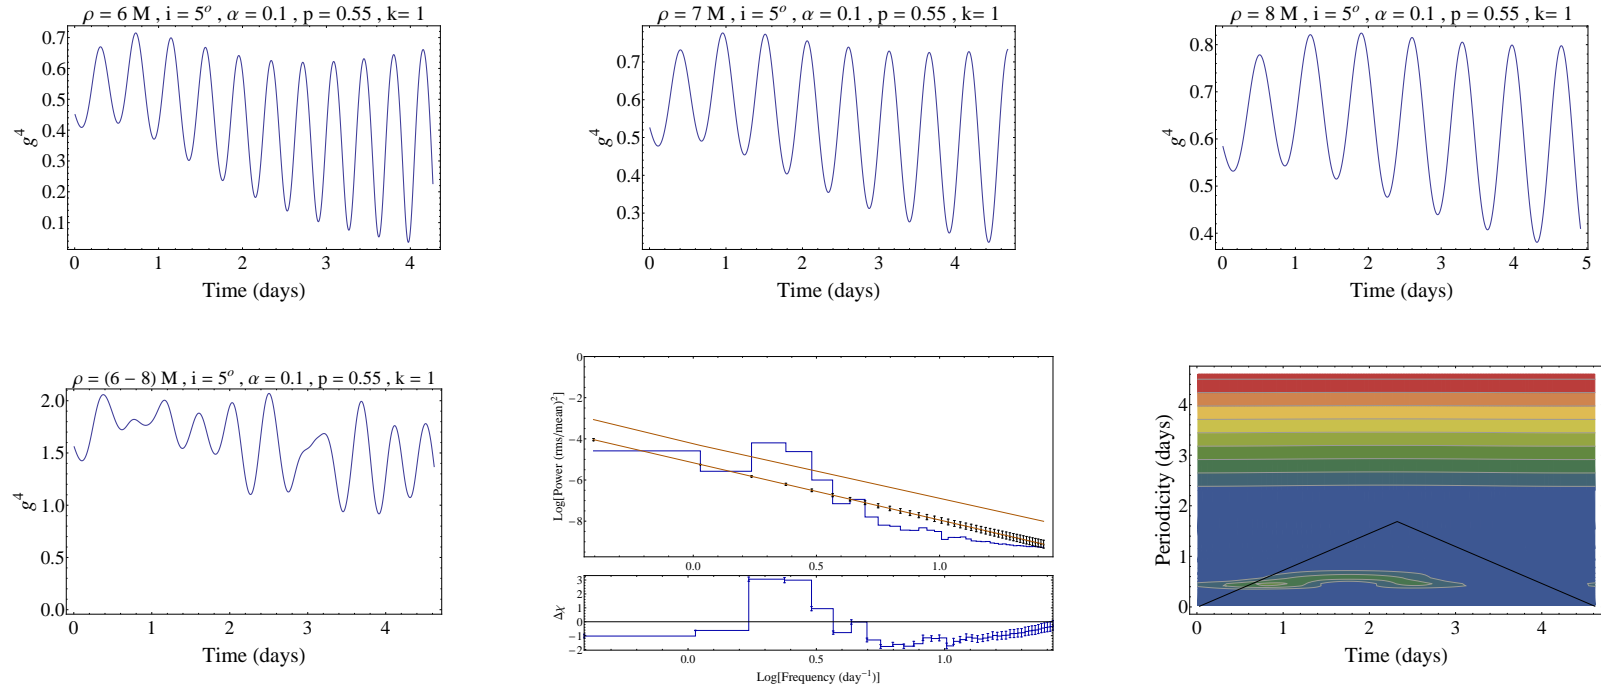 ρ = 6 M , i = 5° , α = 0.1 , p = 0.55 , k = 1
0.7
0.6
0.5
0.4
0.3
0.2
0.1
g⁴
0 1 2 3 4
Time (days)
ρ = 7 M , i = 5° , α = 0.1 , p = 0.55 , k = 1
0.7
0.6
0.5
0.4
0.3
g⁴
0 1 2 3 4
Time (days)
ρ = 8 M , i = 5° , α = 0.1 , p = 0.55 , k = 1
0.8
0.7
0.6
0.5
0.4
g⁴
0 1 2 3 4 5
Time (days)
ρ = (6 – 8) M , i = 5° , α = 0.1 , p = 0.55 , k = 1
2.0
1.5
1.0
0.5
0.0
g⁴
0 1 2 3 4
Time (days)
0
−2
−4
−6
−8
Log[Power (rms/mean)²]
0.0 0.5 1.0
3
2
1
0
−1
−2
Δχ
0.0 0.5 1.0
Log[Frequency (day⁻¹)]
4
3
2
1
0
Periodicity (days)
0 1 2 3 4
Time (days)